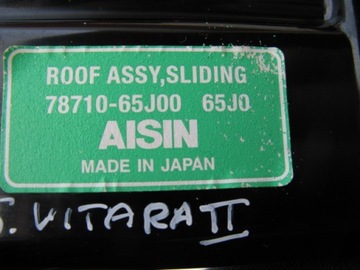 ROOF ASSY,SLIDING
78710-65J00 65J0
AISIN
MADE IN JAPAN
S. VITARA II